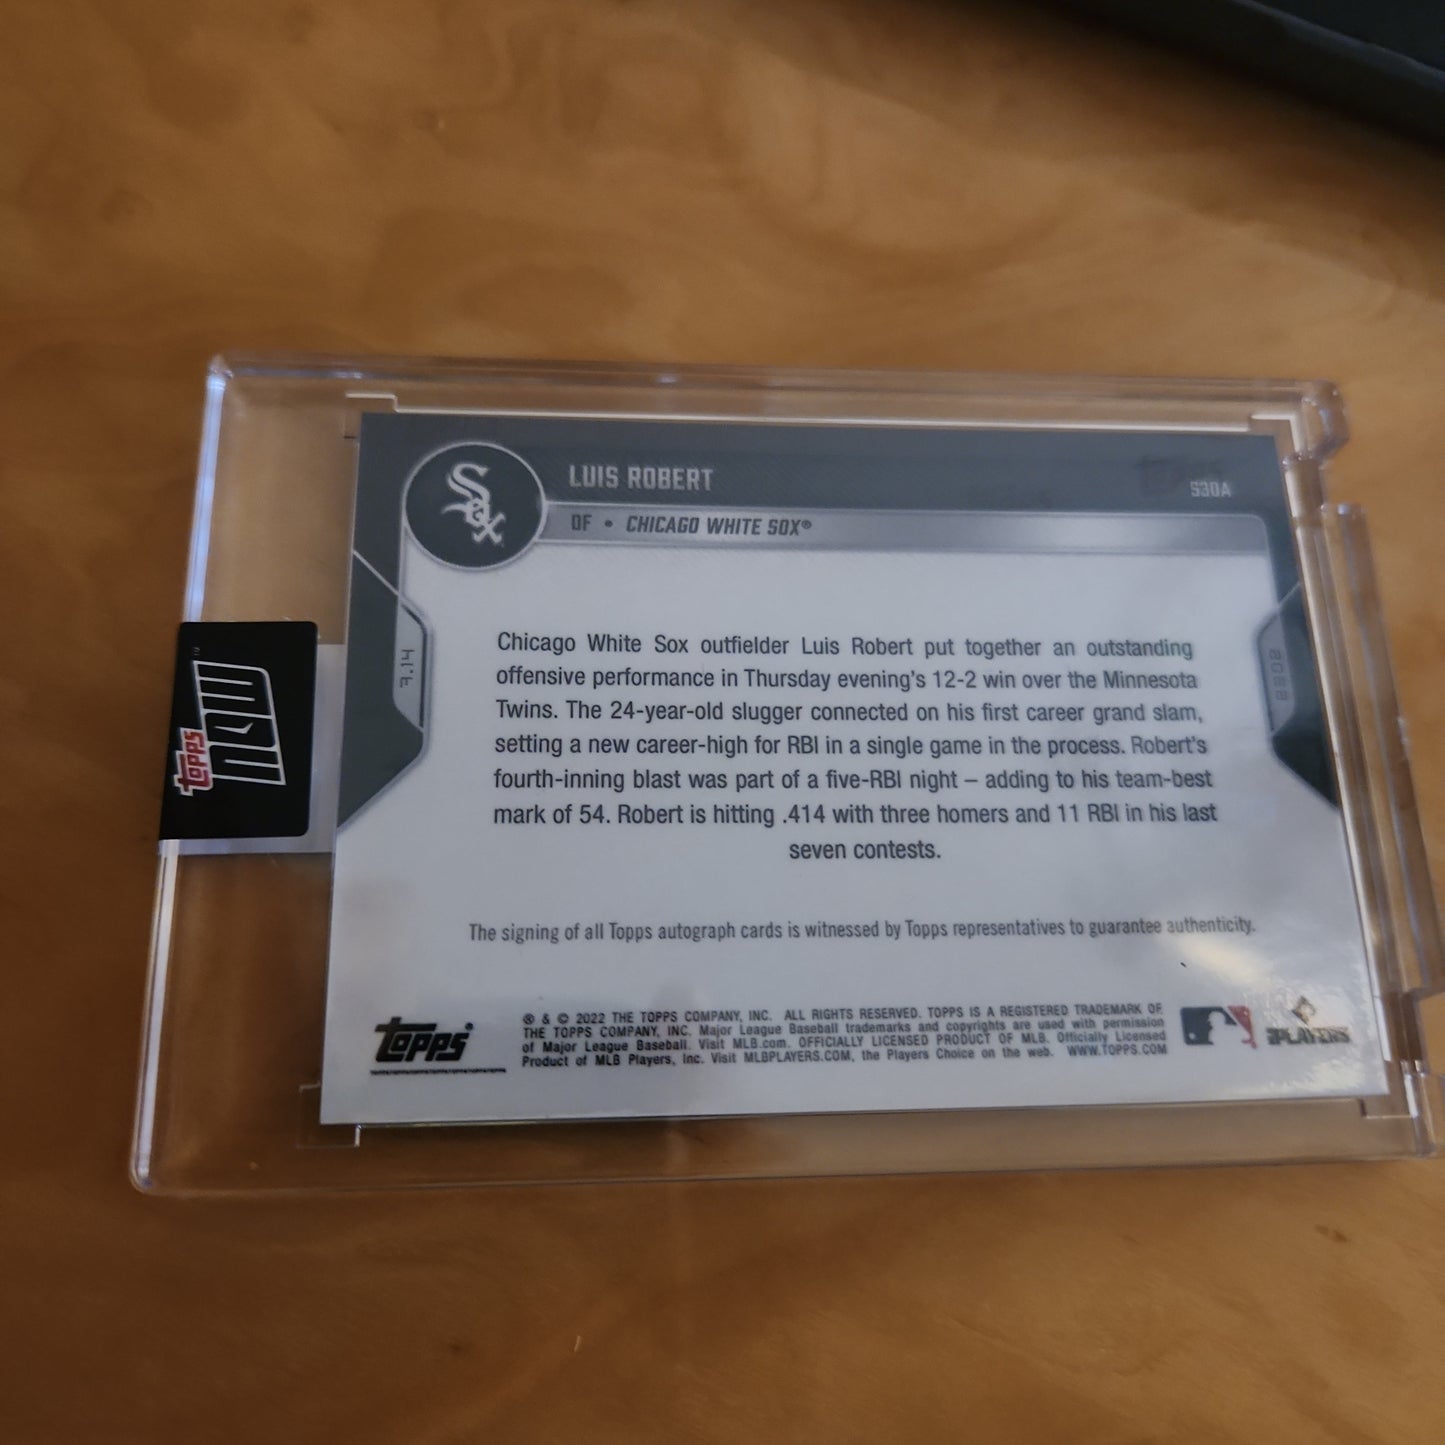 LUIS ROBERT
530A
OF • CHICAGO WHITE SOX®
Sox
7.14
2022
Chicago White Sox outfielder Luis Robert put together an outstanding
offensive performance in Thursday evening's 12-2 win over the Minnesota
Twins. The 24-year-old slugger connected on his first career grand slam,
setting a new career-high for RBI in a single game in the process. Robert's
fourth-inning blast was part of a five-RBI night – adding to his team-best
mark of 54. Robert is hitting .414 with three homers and 11 RBI in his last
seven contests.
The signing of all Topps autograph cards is witnessed by Topps representatives to guarantee authenticity.
topps®
® & © 2022 THE TOPPS COMPANY, INC. ALL RIGHTS RESERVED. TOPPS IS A REGISTERED TRADEMARK OF
THE TOPPS COMPANY, INC. Major League Baseball trademarks and copyrights are used with permission
of Major League Baseball. Visit MLB.com. OFFICIALLY LICENSED PRODUCT OF MLB. Officially Licensed
Product of MLB Players, Inc. Visit MLBPLAYERS.COM, the Players Choice on the web. WWW.TOPPS.COM
PLAYERS
topps
NOW